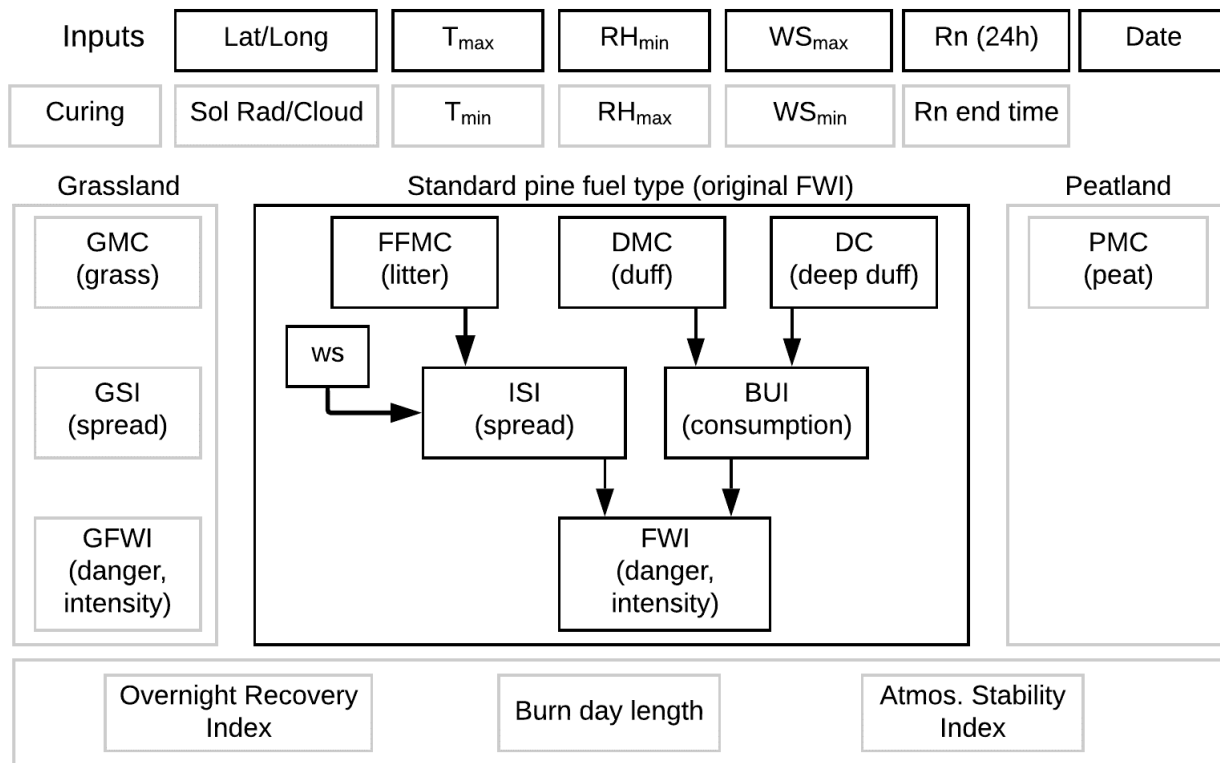 Inputs
Lat/Long
Tmax
RHmin
WSmax
Rn (24h)
Date
Curing
Sol Rad/Cloud
Tmin
RHmax
WSmin
Rn end time
Grassland
Standard pine fuel type (original FWI)
Peatland
GMC
(grass)
FFMC
(litter)
DMC
(duff)
DC
(deep duff)
PMC
(peat)
ws
GSI
(spread)
ISI
(spread)
BUI
(consumption)
GFWI
(danger,
intensity)
FWI
(danger,
intensity)
Overnight Recovery
Index
Burn day length
Atmos. Stability
Index